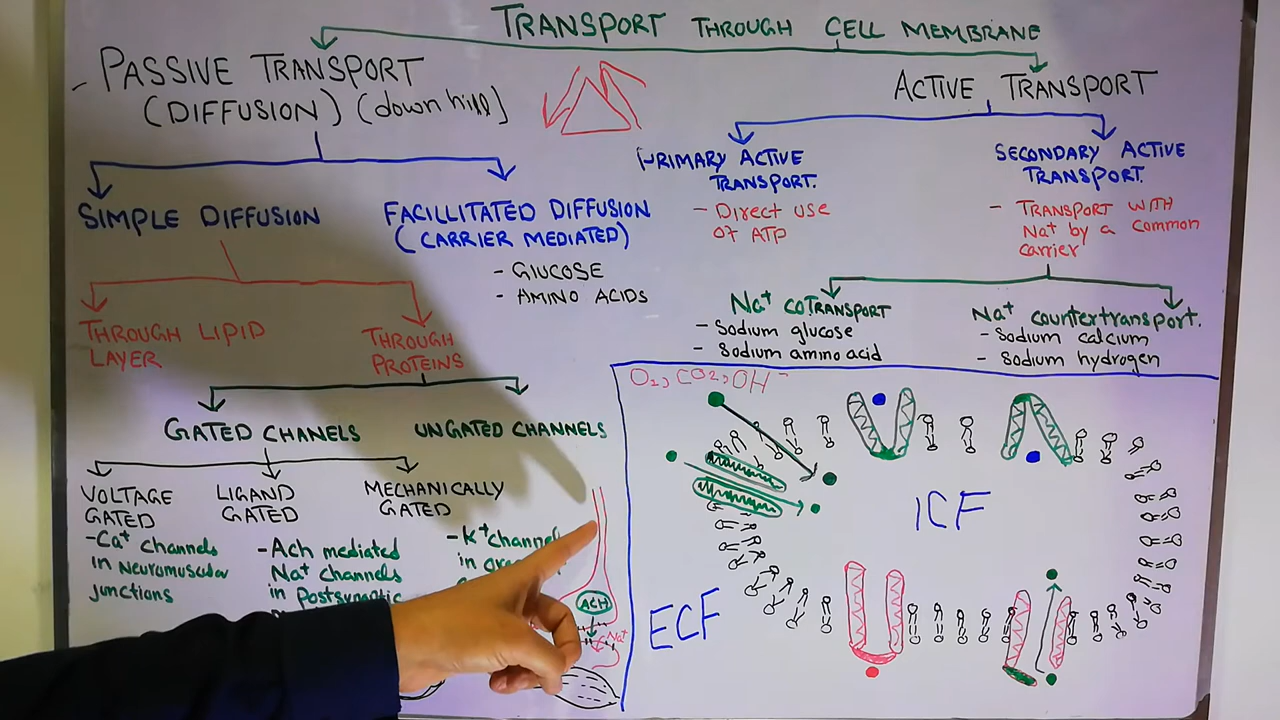 TRANSPORT THROUGH CELL MEMBRANE
PASSIVE TRANSPORT
(DIFFUSION) (down hill)
SIMPLE DIFFUSION
FACILLITATED DIFFUSION
(CARRIER MEDIATED)
- GLUCOSE
- AMINO ACIDS
THROUGH LIPID
LAYER
THROUGH
PROTEINS
GATED CHANELS
UNGATED CHANNELS
VOLTAGE
GATED
- Ca+ channels
in Neuromuscular
junctions
LIGAND
GATED
- Ach mediated
Na+ channels
in Postsynaptic
MECHANICALLY
GATED
- K+ channel
in
ACH
Na+
ACTIVE TRANSPORT
PRIMARY ACTIVE
TRANSPORT.
- Direct use
of ATP
SECONDARY ACTIVE
TRANSPORT.
- TRANSPORT WITH
Na+ by a common
carrier
Na+ COTRANSPORT
- Sodium glucose
- Sodium amino acid
Na+ countertransport.
- Sodium calcium
- Sodium hydrogen
O2, CO2, OH-
ICF
ECF